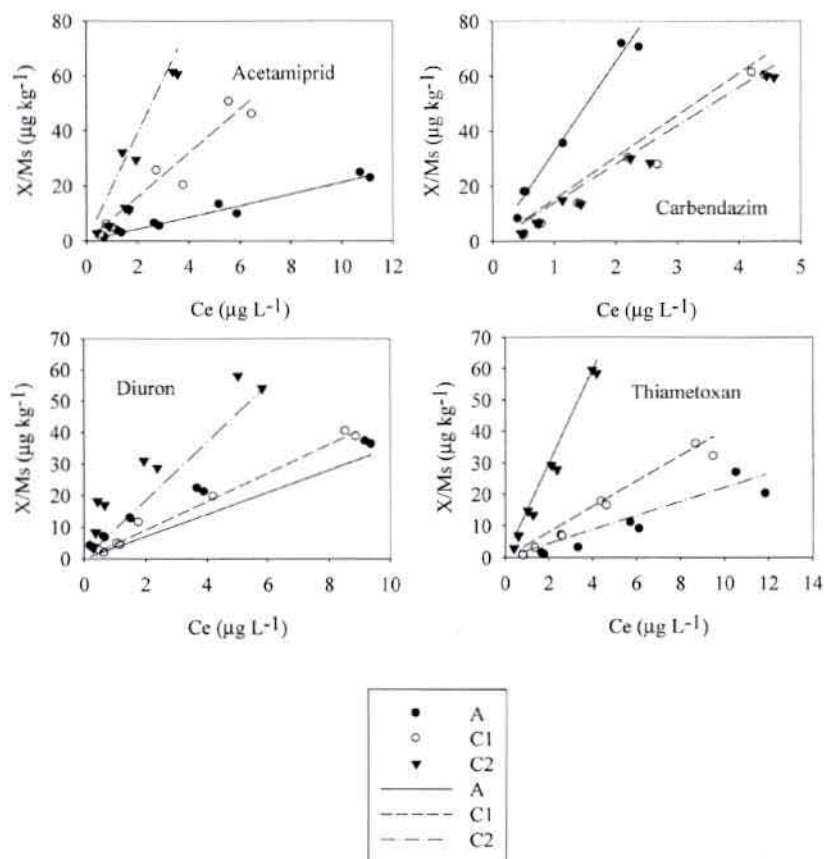 80
60
40
20
0
X/Ms (µg kg-1)
Acetamiprid
0 2 4 6 8 10 12
Ce (µg L-1)
80
60
40
20
0
X/Ms (µg kg-1)
Carbendazim
0 1 2 3 4 5
Ce (µg L-1)
70
60
50
40
30
20
10
0
X/Ms (µg kg-1)
Diuron
0 2 4 6 8 10
Ce (µg L-1)
70
60
50
40
30
20
10
0
X/Ms (µg kg-1)
Thiametoxan
0 2 4 6 8 10 12 14
Ce (µg L-1)
A
C1
C2
A
C1
C2